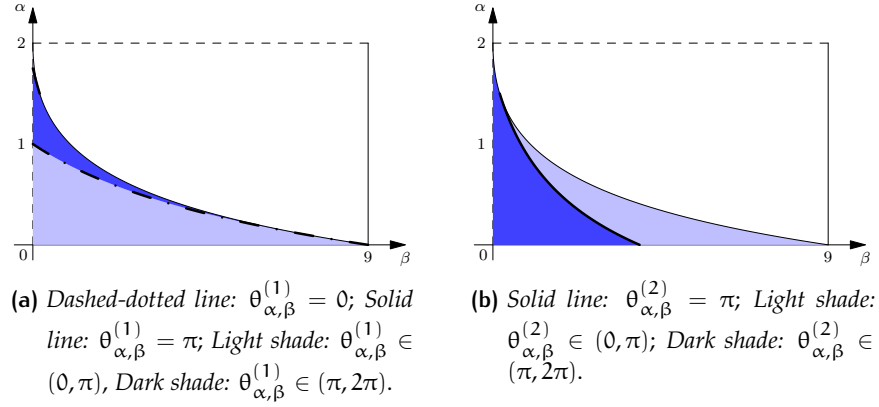 α
2
1
0
9
β
(a) Dashed-dotted line: θ^{(1)}_{α,β} = 0; Solid
line: θ^{(1)}_{α,β} = π; Light shade: θ^{(1)}_{α,β} ∈
(0, π), Dark shade: θ^{(1)}_{α,β} ∈ (π, 2π).
α
2
1
0
9
β
(b) Solid line: θ^{(2)}_{α,β} = π; Light shade:
θ^{(2)}_{α,β} ∈ (0, π); Dark shade: θ^{(2)}_{α,β} ∈
(π, 2π).